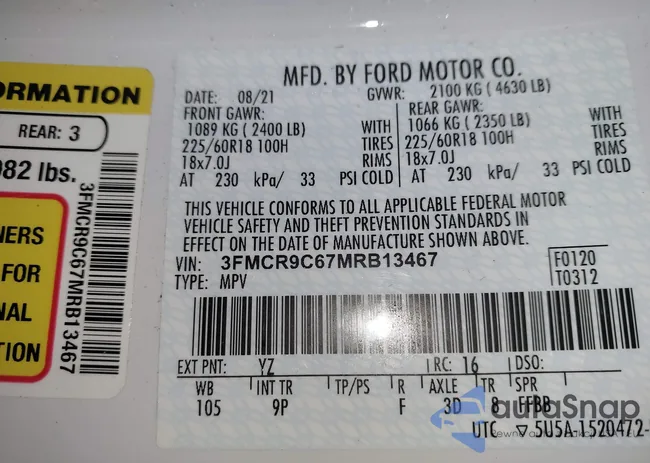 ORMATION
REAR: 3
982 lbs.
NERS
FOR
NAL
TION
3FMCR9C67MRB13467
MFD. BY FORD MOTOR CO.
DATE: 08/21 GVWR: 2100 KG ( 4630 LB)
FRONT GAWR: REAR GAWR:
1089 KG (2400 LB) WITH 1066 KG ( 2350 LB) WITH
225/60R18 100H TIRES 225/60R18 100H TIRES
18x7.0J RIMS 18x7.0J RIMS
AT 230 kPa/ 33 PSI COLD AT 230 kPa/ 33 PSI COLD
THIS VEHICLE CONFORMS TO ALL APPLICABLE FEDERAL MOTOR
VEHICLE SAFETY AND THEFT PREVENTION STANDARDS IN
EFFECT ON THE DATE OF MANUFACTURE SHOWN ABOVE.
VIN: 3FMCR9C67MRB13467 F0120
TYPE: MPV T0312
EXT PNT: YZ RC: 16 DSO:
WB INT TR TP/PS R AXLE TR SPR
105 9P F 3D 8 FFBB
UTC ▽ 5U5A-1520472-
autoSnap